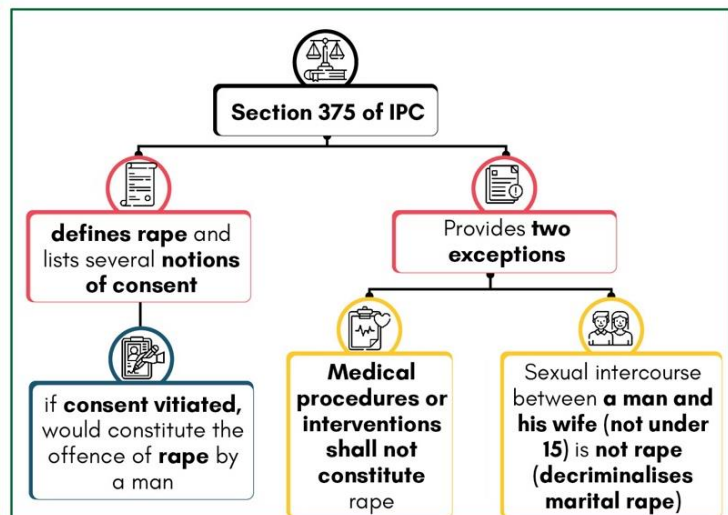 Section 375 of IPC
defines rape and
lists several notions
of consent
Provides two
exceptions
if consent vitiated,
would constitute the
offence of rape by
a man
Medical
procedures or
interventions
shall not
constitute rape
Sexual intercourse
between a man and
his wife (not under
15) is not rape
(decriminalises
marital rape)